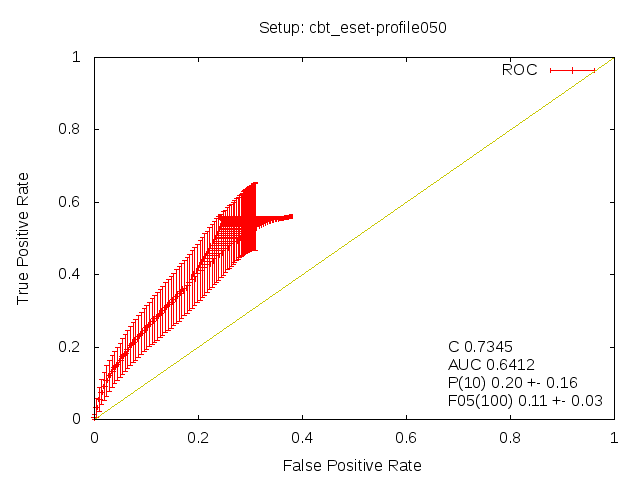 Setup: cbt_eset-profile050
ROC
1
0.8
0.6
0.4
0.2
0
True Positive Rate
C 0.7345
AUC 0.6412
P(10) 0.20 +- 0.16
F05(100) 0.11 +- 0.03
0 0.2 0.4 0.6 0.8 1
False Positive Rate